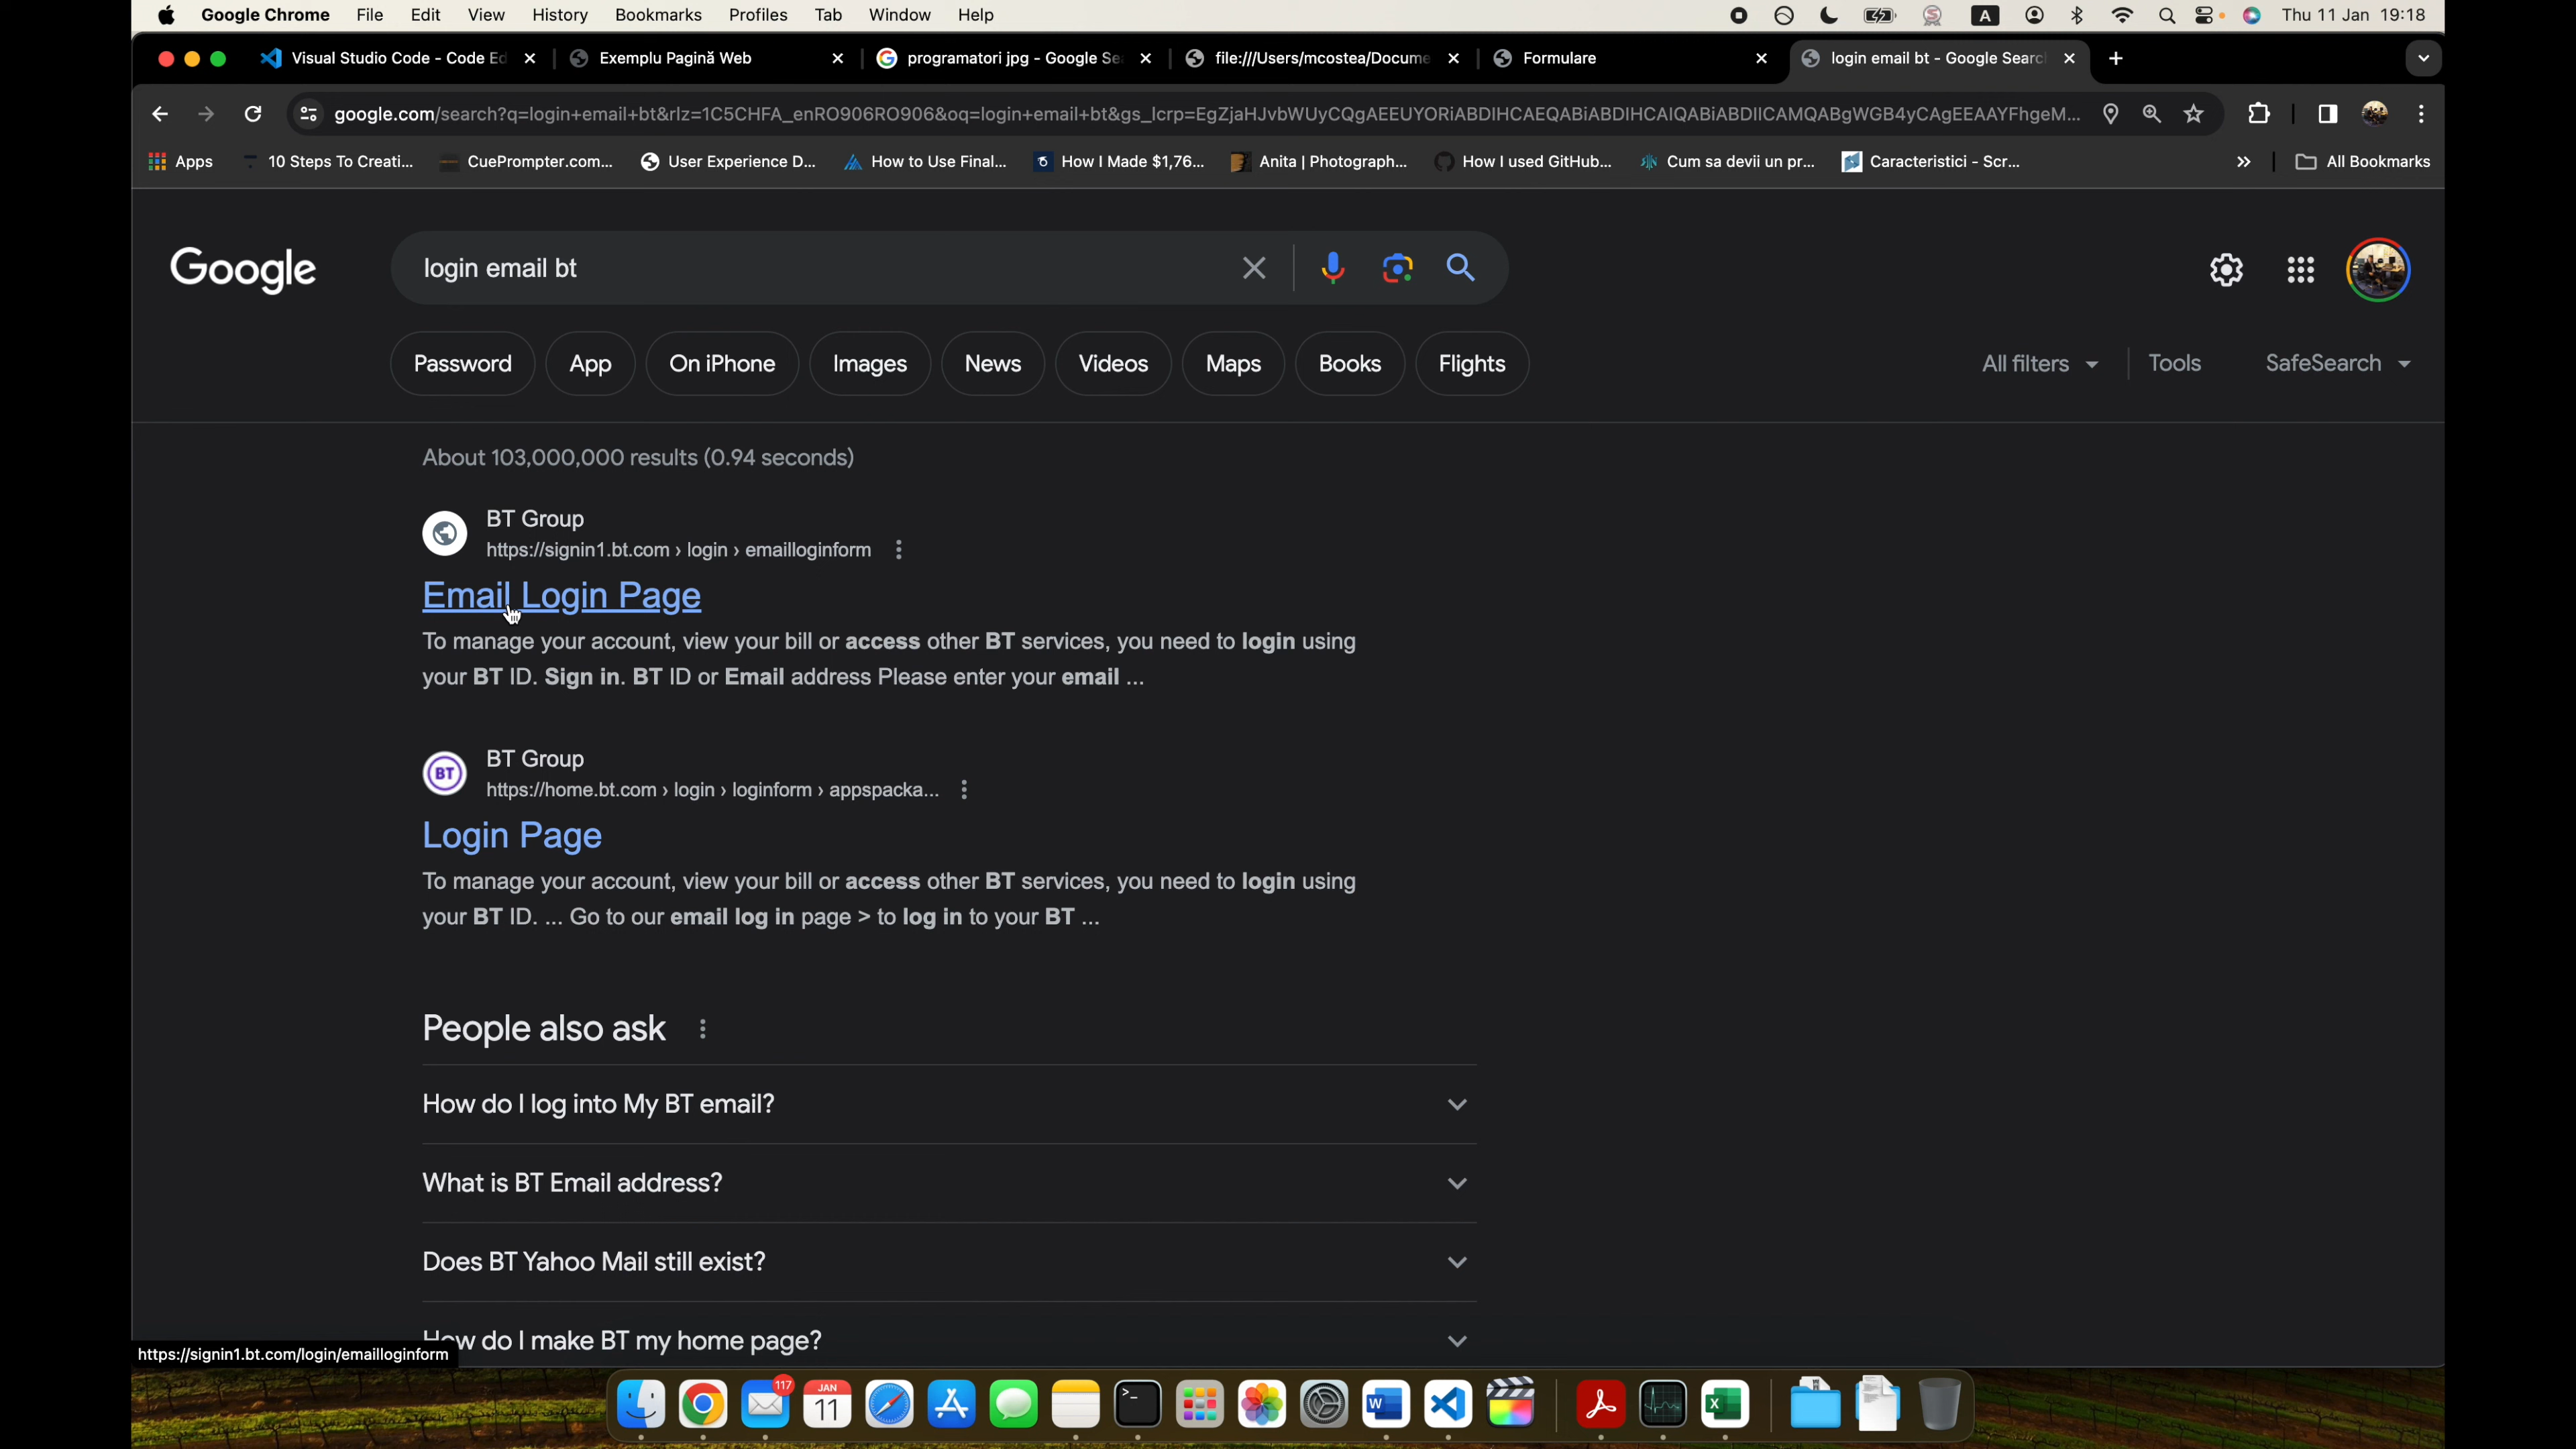 Google Chrome File Edit View History Bookmarks Profiles Tab Window Help A Thu 11 Jan 19:18
Visual Studio Code - Code Ed Exemplu Pagină Web programatori jpg - Google Se file:///Users/mcostea/Docume Formulare login email bt - Google Searc
google.com/search?q=login+email+bt&rlz=1C5CHFA_enRO906RO906&oq=login+email+bt&gs_lcrp=EgZjaHJvbWUyCQgAEEUYORiABDIHCAEQABiABDIHCAIQABiABDIICAMQABgWGB4yCAgEEAAYFhgeM...
Apps 10 Steps To Creati... CuePrompter.com... User Experience D... How to Use Final... How I Made $1,76... Anita | Photograph... How I used GitHub... Cum sa devii un pr... Caracteristici - Scr... All Bookmarks
Google login email bt
Password App On iPhone Images News Videos Maps Books Flights All filters Tools SafeSearch
About 103,000,000 results (0.94 seconds)
BT Group
https://signin1.bt.com › login › emailloginform
Email Login Page
To manage your account, view your bill or access other BT services, you need to login using
your BT ID. Sign in. BT ID or Email address Please enter your email ...
BT BT Group
https://home.bt.com › login › loginform › appspacka...
Login Page
To manage your account, view your bill or access other BT services, you need to login using
your BT ID. ... Go to our email log in page > to log in to your BT ...
People also ask
How do I log into My BT email?
What is BT Email address?
Does BT Yahoo Mail still exist?
How do I make BT my home page?
https://signin1.bt.com/login/emailloginform
117 JAN
11